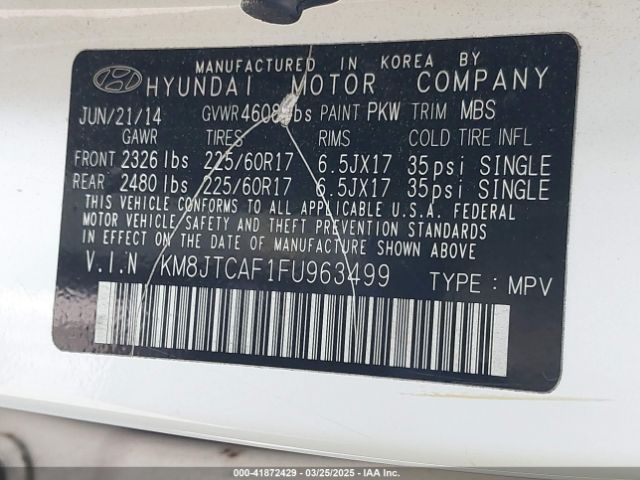 MANUFACTURED IN KOREA BY
HYUNDAI MOTOR COMPANY
JUN/21/14 GVWR 4608 lbs PAINT PKW TRIM MBS
GAWR TIRES RIMS COLD TIRE INFL
FRONT 2326 lbs 225/60R17 6.5JX17 35psi SINGLE
REAR 2480 lbs 225/60R17 6.5JX17 35psi SINGLE
THIS VEHICLE CONFORMS TO ALL APPLICABLE U.S.A. FEDERAL
MOTOR VEHICLE SAFETY AND THEFT PREVENTION STANDARDS
IN EFFECT ON THE DATE OF MANUFACTURE SHOWN ABOVE.
V.I.N KM8JTCAF1FU963499 TYPE : MPV
000-41872429 - 03/25/2025 - IAA Inc.